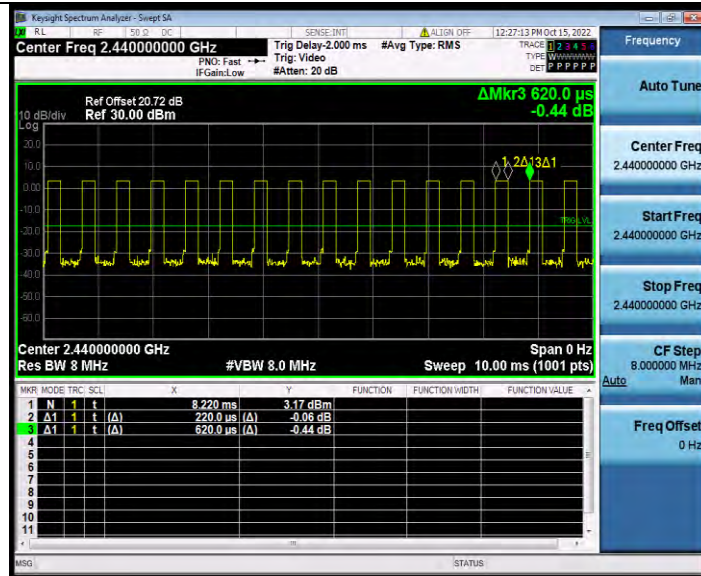 Keysight Spectrum Analyzer - Swept SA
RL RF 50 Ω DC SENSE:INT ALIGN OFF 12:27:13 PM Oct 15, 2022
Center Freq 2.440000000 GHz
PNO: Fast
IFGain:Low
Trig Delay-2.000 ms
Trig: Video
#Atten: 20 dB
#Avg Type: RMS
TRACE 1 2 3 4 5 6
TYPE WWWWWW
DET P P P P P P
ΔMkr3 620.0 µs
-0.44 dB
Ref Offset 20.72 dB
10 dB/div Ref 30.00 dBm
Log
20.0
10.0
0.00
-10.0
-20.0
-30.0
-40.0
-50.0
-60.0
1 2Δ1 3Δ1
TRIG LVL
Center 2.440000000 GHz Span 0 Hz
Res BW 8 MHz #VBW 8.0 MHz Sweep 10.00 ms (1001 pts)
MKR MODE TRC SCL X Y FUNCTION FUNCTION WIDTH FUNCTION VALUE
1 N 1 t 8.220 ms 3.17 dBm
2 Δ1 1 t (Δ) 220.0 µs (Δ) -0.06 dB
3 Δ1 1 t (Δ) 620.0 µs (Δ) -0.44 dB
4
5
6
7
8
9
10
11
MSG STATUS
Frequency
Auto Tune
Center Freq
2.440000000 GHz
Start Freq
2.440000000 GHz
Stop Freq
2.440000000 GHz
CF Step
8.000000 MHz
Auto Man
Freq Offset
0 Hz